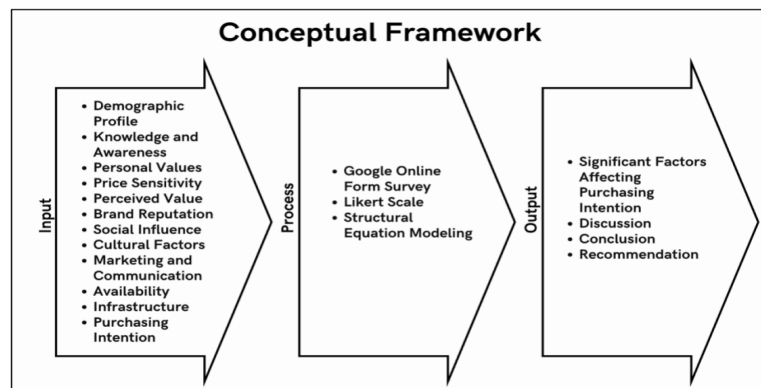 Conceptual Framework
Input
• Demographic
Profile
• Knowledge and
Awareness
• Personal Values
• Price Sensitivity
• Perceived Value
• Brand Reputation
• Social Influence
• Cultural Factors
• Marketing and
Communication
• Availability
• Infrastructure
• Purchasing
Intention
Process
• Google Online
Form Survey
• Likert Scale
• Structural
Equation Modeling
Output
• Significant Factors
Affecting
Purchasing
Intention
• Discussion
• Conclusion
• Recommendation